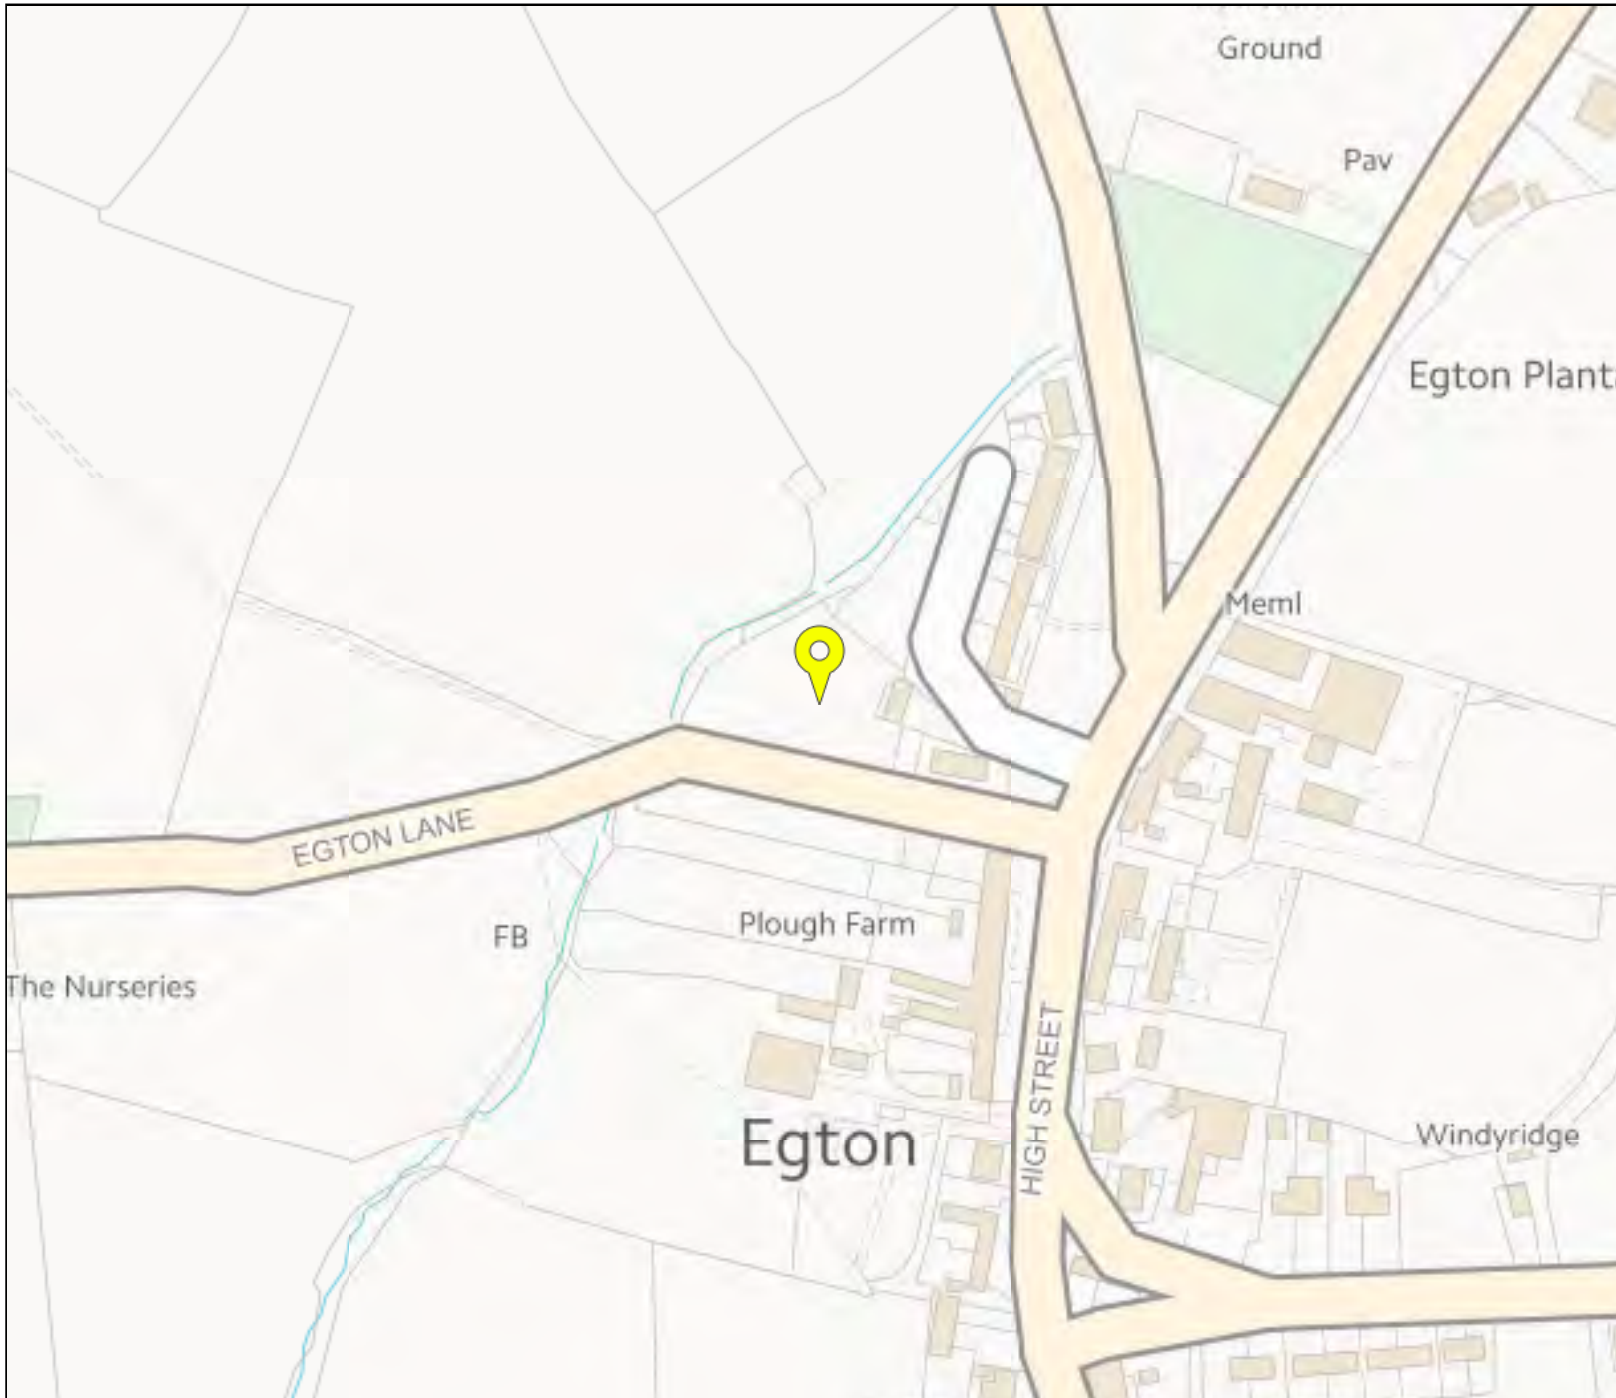 Ground
Pav
Egton Plant
Meml
EGTON LANE
FB
Plough Farm
The Nurseries
HIGH STREET
Egton
Windyridge